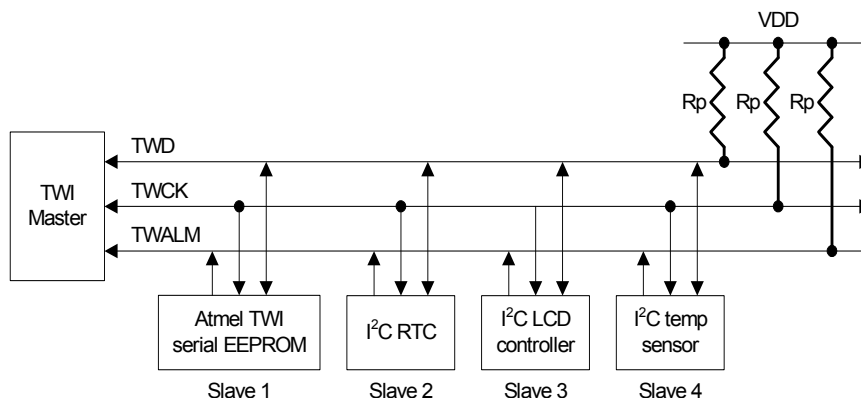 VDD
Rp Rp Rp
TWD
TWI
Master
TWCK
TWALM
Atmel TWI
serial EEPROM
I²C RTC
I²C LCD
controller
I²C temp
sensor
Slave 1 Slave 2 Slave 3 Slave 4